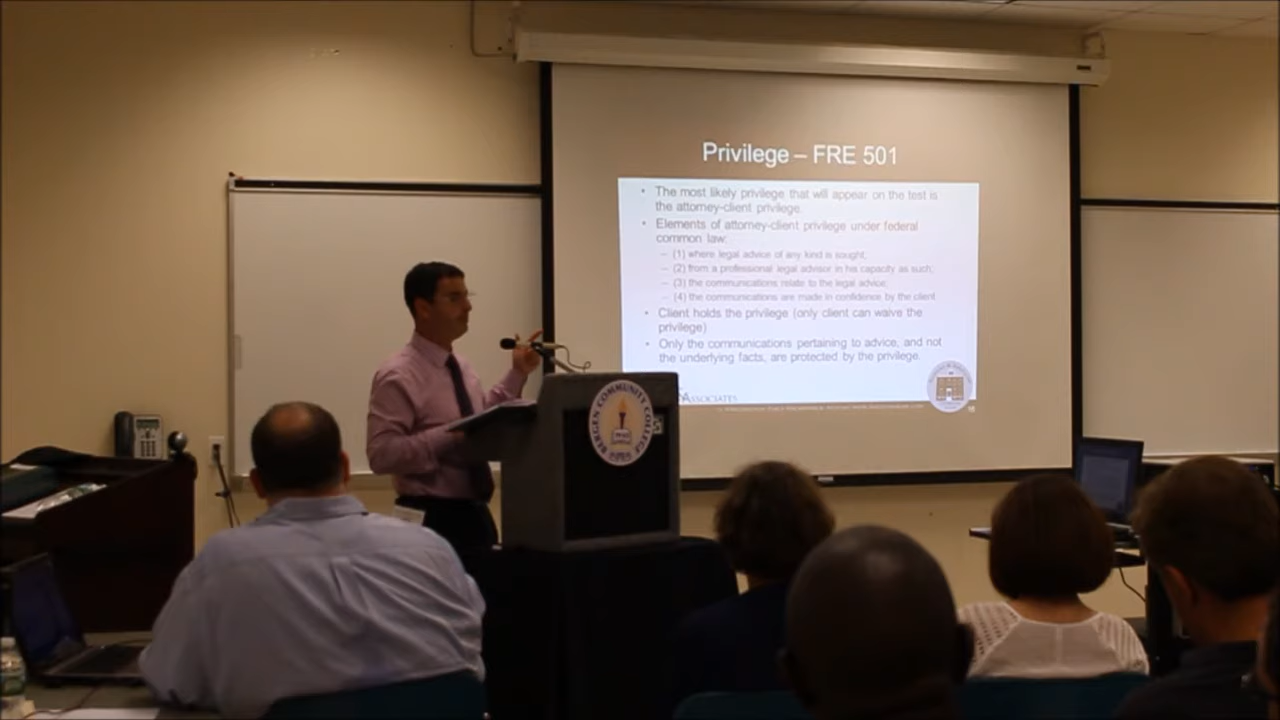 Privilege – FRE 501
• The most likely privilege that will appear on the test is
the attorney-client privilege.
• Elements of attorney-client privilege under federal
common law:
– (1) where legal advice of any kind is sought;
– (2) from a professional legal advisor in his capacity as such;
– (3) the communications relate to the legal advice;
– (4) the communications are made in confidence by the client
• Client holds the privilege (only client can waive the
privilege)
• Only the communications pertaining to advice, and not
the underlying facts, are protected by the privilege.
ASSOCIATES
BERGEN COMMUNITY COLLEGE